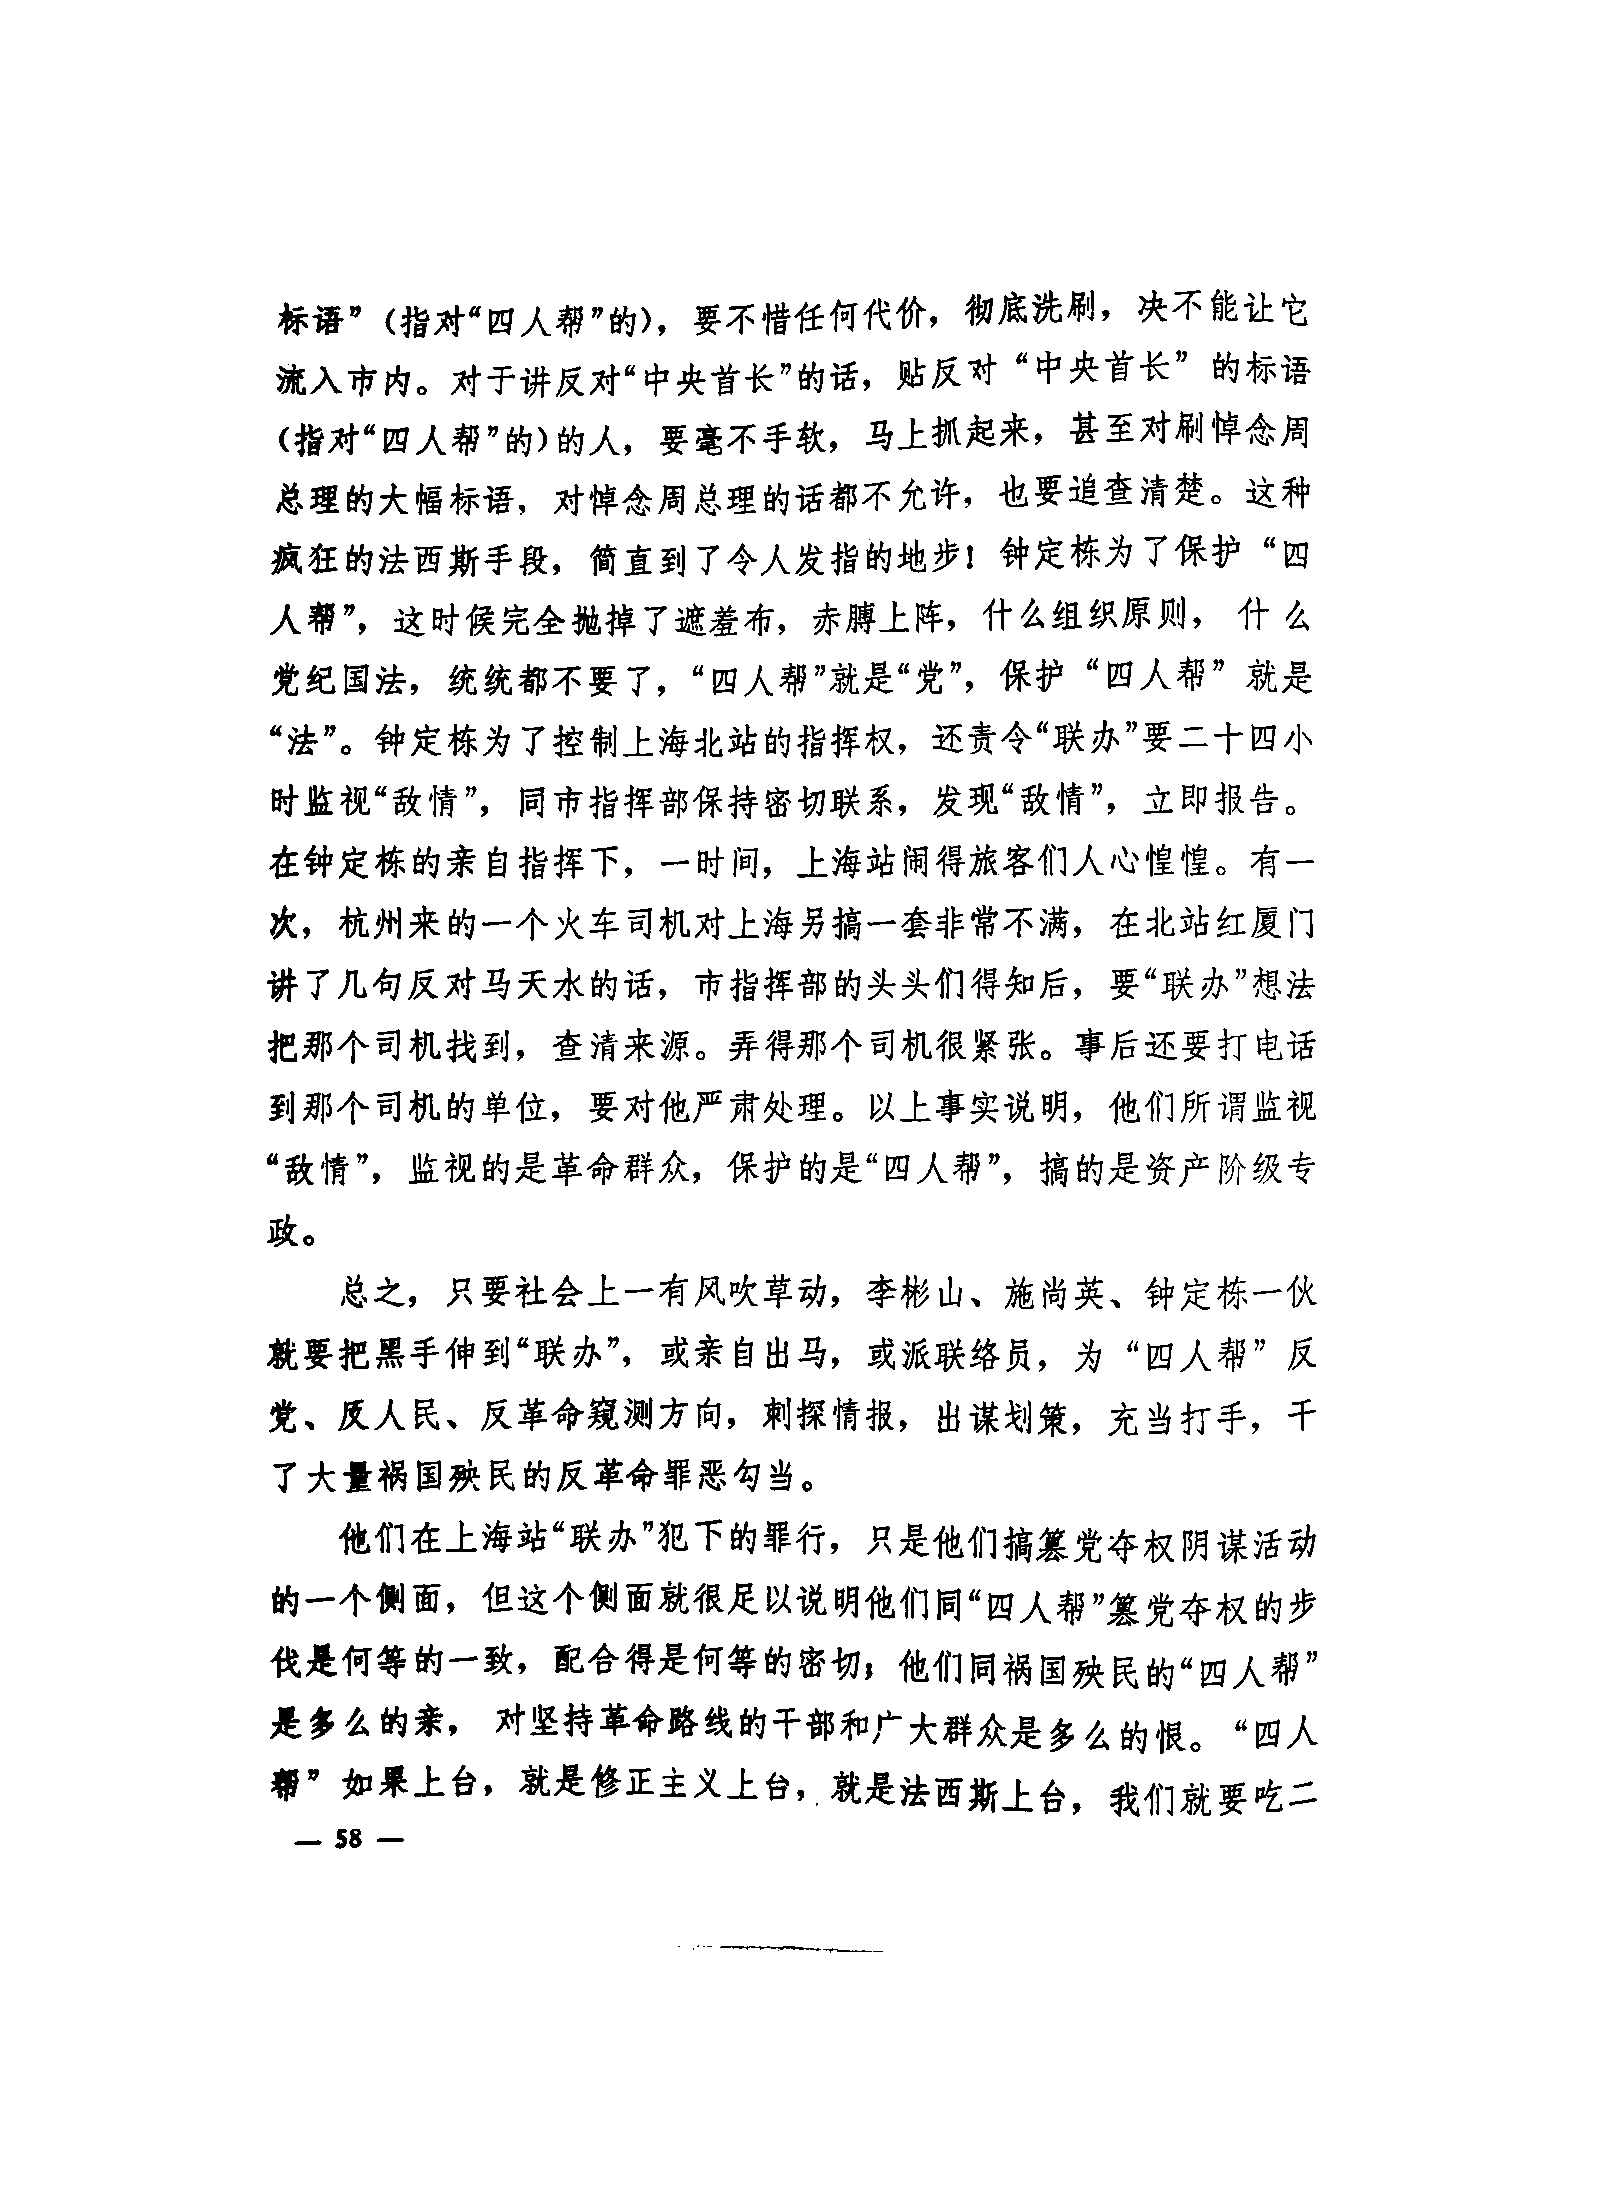 标语”(指对“四人帮”的)，要不惜任何代价，彻底洗刷，决不能让它
流入市内。对于讲反对“中央首长”的话，贴反对“中央首长”的标语
(指对“四人帮”的)的人，要毫不手软，马上抓起来，甚至对刷悼念周
总理的大幅标语，对悼念周总理的话都不允许，也要追查清楚。这种
疯狂的法西斯手段，简直到了令人发指的地步！钟定栋为了保护“四
人帮”，这时候完全抛掉了遮羞布，赤膊上阵，什么组织原则，什么
党纪国法，统统都不要了，“四人帮”就是“党”，保护“四人帮”就是
“法”。钟定栋为了控制上海北站的指挥权，还责令“联办”要二十四小
时监视“敌情”，同市指挥部保持密切联系，发现“敌情”，立即报告。
在钟定栋的亲自指挥下，一时间，上海站闹得旅客们人心惶惶。有一
次，杭州来的一个火车司机对上海另搞一套非常不满，在北站红厦门
讲了几句反对马天水的话，市指挥部的头头们得知后，要“联办”想法
把那个司机找到，查清来源。弄得那个司机很紧张。事后还要打电话
到那个司机的单位，要对他严肃处理。以上事实说明，他们所谓监视
“敌情”，监视的是革命群众，保护的是“四人帮”，搞的是资产阶级专
政。
总之，只要社会上一有风吹草动，李彬山、施尚英、钟定栋一伙
就要把黑手伸到“联办”，或亲自出马，或派联络员，为“四人帮”反
党、反人民、反革命窥测方向，刺探情报，出谋划策，充当打手，干
了大量祸国殃民的反革命罪恶勾当。
他们在上海站“联办”犯下的罪行，只是他们搞篡党夺权阴谋活动
的一个侧面，但这个侧面就很足以说明他们同“四人帮”篡党夺权的步
伐是何等的一致，配合得是何等的密切；他们同祸国殃民的“四人帮”
是多么的亲，对坚持革命路线的干部和广大群众是多么的恨。“四人
帮”如果上台，就是修正主义上台，就是法西斯上台，我们就要吃二
— 58 —